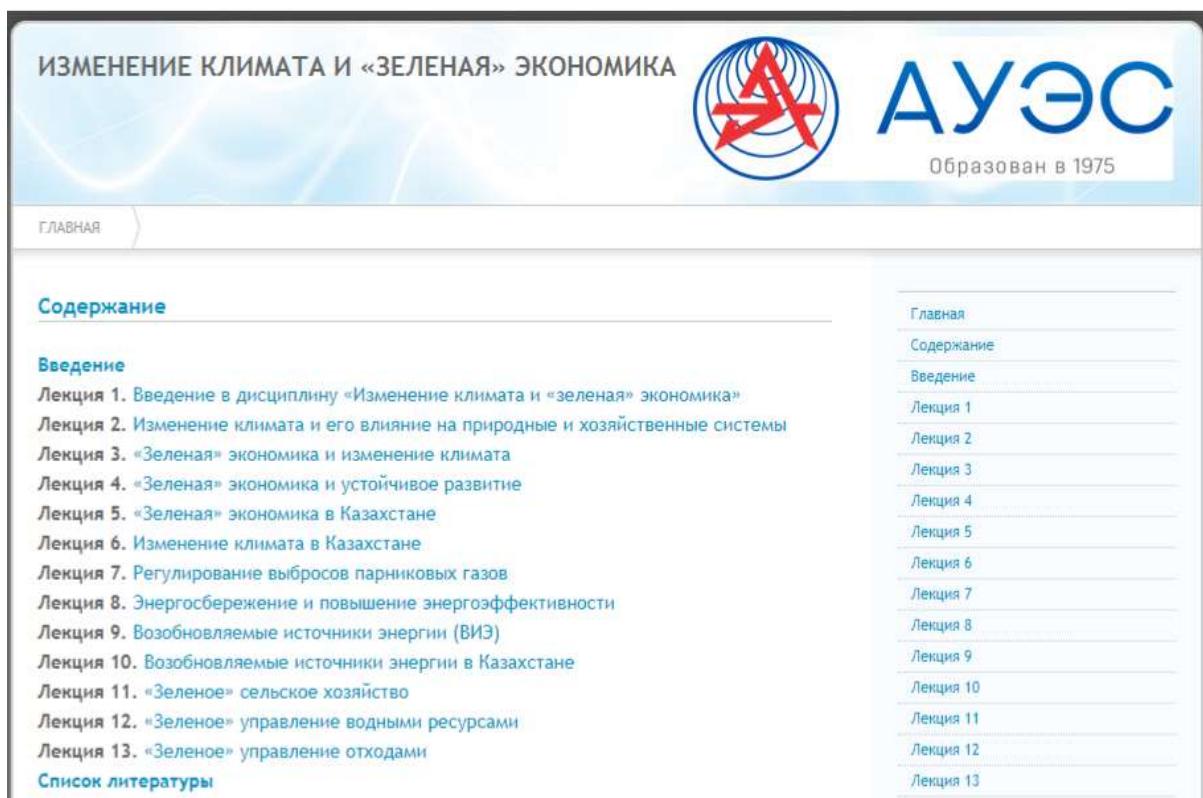 ИЗМЕНЕНИЕ КЛИМАТА И «ЗЕЛЕНАЯ» ЭКОНОМИКА
АУЭС
Образован в 1975
ГЛАВНАЯ
Содержание
Введение
Лекция 1. Введение в дисциплину «Изменение климата и «зеленая» экономика»
Лекция 2. Изменение климата и его влияние на природные и хозяйственные системы
Лекция 3. «Зеленая» экономика и изменение климата
Лекция 4. «Зеленая» экономика и устойчивое развитие
Лекция 5. «Зеленая» экономика в Казахстане
Лекция 6. Изменение климата в Казахстане
Лекция 7. Регулирование выбросов парниковых газов
Лекция 8. Энергосбережение и повышение энергоэффективности
Лекция 9. Возобновляемые источники энергии (ВИЭ)
Лекция 10. Возобновляемые источники энергии в Казахстане
Лекция 11. «Зеленое» сельское хозяйство
Лекция 12. «Зеленое» управление водными ресурсами
Лекция 13. «Зеленое» управление отходами
Список литературы
Главная
Содержание
Введение
Лекция 1
Лекция 2
Лекция 3
Лекция 4
Лекция 5
Лекция 6
Лекция 7
Лекция 8
Лекция 9
Лекция 10
Лекция 11
Лекция 12
Лекция 13